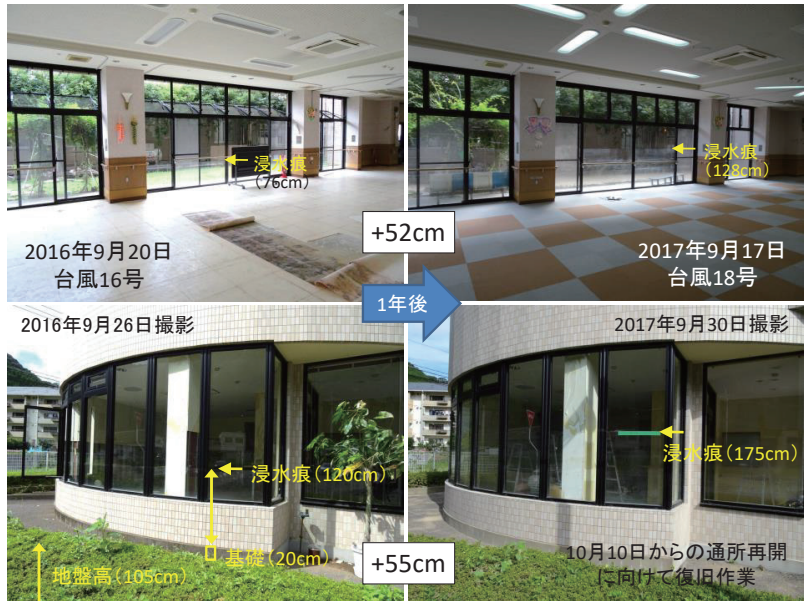 浸水痕
(76cm)
2016年9月20日
台風16号
浸水痕
(128cm)
2017年9月17日
台風18号
+52cm
1年後
2016年9月26日撮影
浸水痕(120cm)
基礎(20cm)
地盤高(105cm)
2017年9月30日撮影
浸水痕(175cm)
+55cm
10月10日からの通所再開
に向けて復旧作業